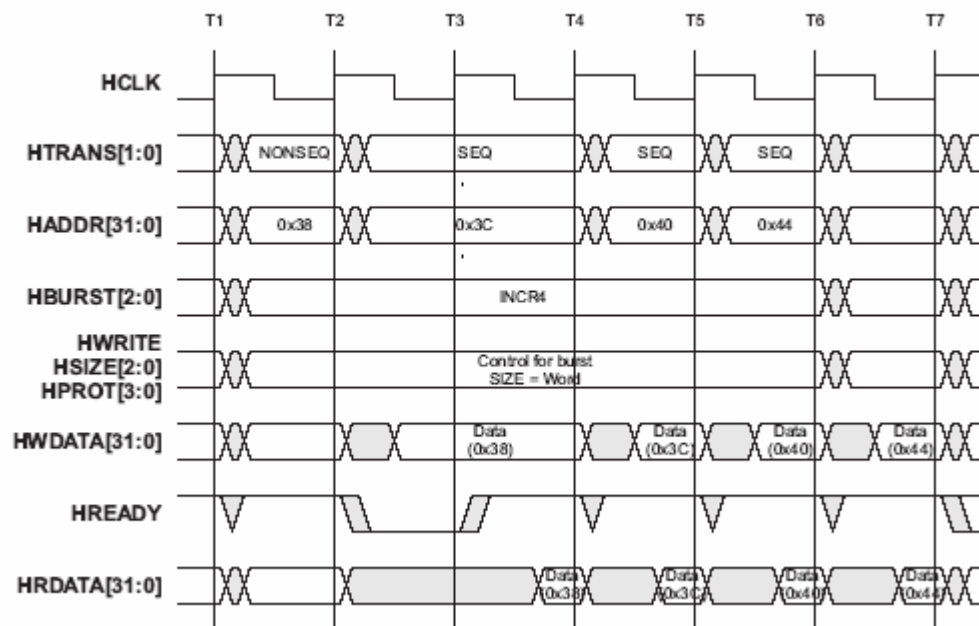 T1 T2 T3 T4 T5 T6 T7
HCLK
HTRANS[1:0] NONSEQ SEQ SEQ SEQ
HADDR[31:0] 0x38 0x3C 0x40 0x44
HBURST[2:0] INCR4
HWRITE
HSIZE[2:0]
HPROT[3:0]
Control for burst
SIZE = Word
HWDATA[31:0]
Data
(0x38)
Data
(0x3C)
Data
(0x40)
Data
(0x44)
HREADY
HRDATA[31:0]
Data
(0x38)
Data
(0x3C)
Data
(0x40)
Data
(0x44)